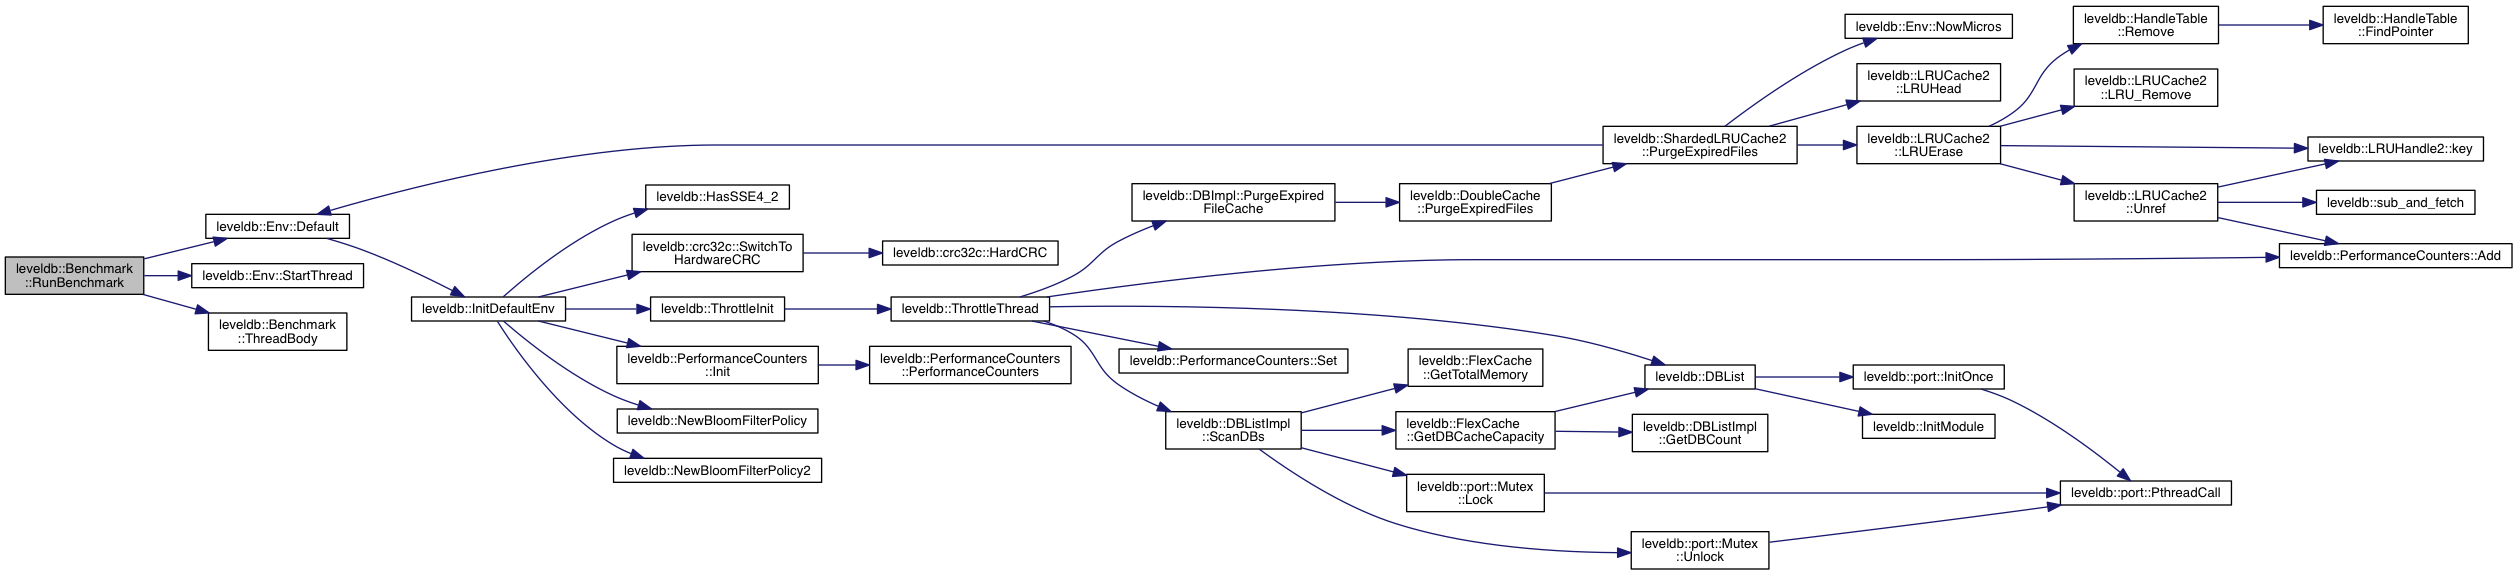 leveldb::Benchmark
::RunBenchmark
leveldb::Env::Default
leveldb::Env::StartThread
leveldb::Benchmark
::ThreadBody
leveldb::InitDefaultEnv
leveldb::HasSSE4_2
leveldb::crc32c::SwitchTo
HardwareCRC
leveldb::ThrottleInit
leveldb::PerformanceCounters
::Init
leveldb::NewBloomFilterPolicy
leveldb::NewBloomFilterPolicy2
leveldb::crc32c::HardCRC
leveldb::ThrottleThread
leveldb::PerformanceCounters
::PerformanceCounters
leveldb::DBImpl::PurgeExpired
FileCache
leveldb::PerformanceCounters::Set
leveldb::DBListImpl
::ScanDBs
leveldb::DoubleCache
::PurgeExpiredFiles
leveldb::FlexCache
::GetTotalMemory
leveldb::FlexCache
::GetDBCacheCapacity
leveldb::port::Mutex
::Lock
leveldb::ShardedLRUCache2
::PurgeExpiredFiles
leveldb::DBList
leveldb::DBListImpl
::GetDBCount
leveldb::port::Mutex
::Unlock
leveldb::Env::NowMicros
leveldb::LRUCache2
::LRUHead
leveldb::LRUCache2
::LRUErase
leveldb::port::InitOnce
leveldb::InitModule
leveldb::HandleTable
::Remove
leveldb::LRUCache2
::LRU_Remove
leveldb::LRUCache2
::Unref
leveldb::port::PthreadCall
leveldb::HandleTable
::FindPointer
leveldb::LRUHandle2::key
leveldb::sub_and_fetch
leveldb::PerformanceCounters::Add